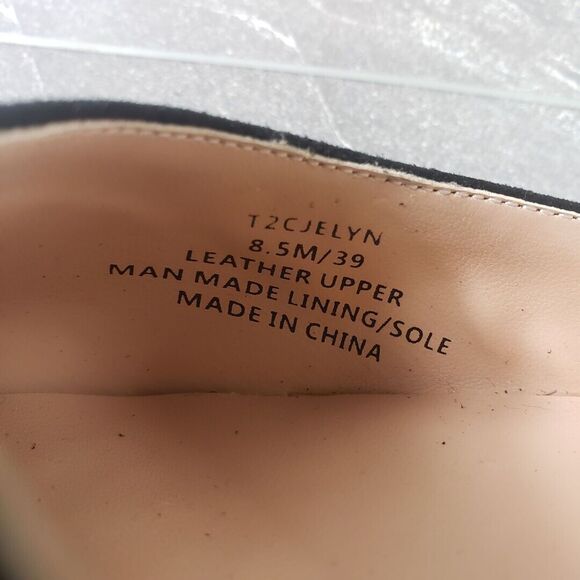 T2CJELYN
8.5M/39
LEATHER UPPER
MAN MADE LINING/SOLE
MADE IN CHINA